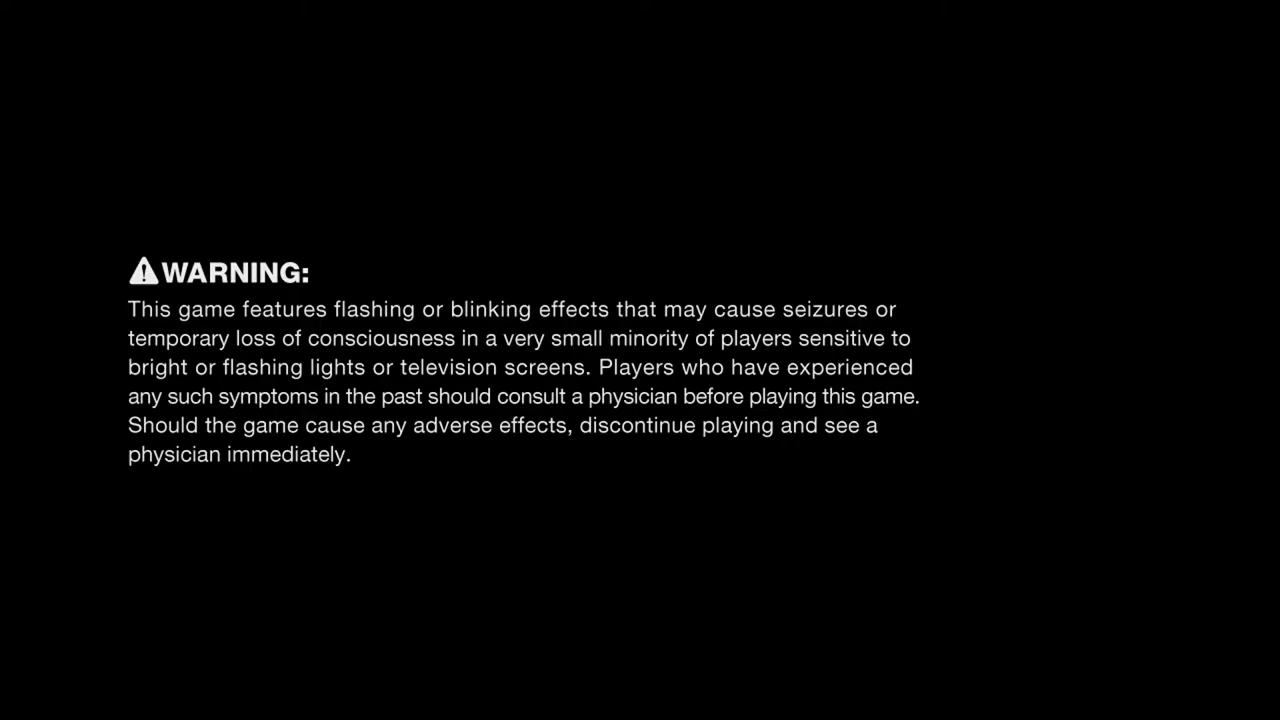 ⚠WARNING:
This game features flashing or blinking effects that may cause seizures or
temporary loss of consciousness in a very small minority of players sensitive to
bright or flashing lights or television screens. Players who have experienced
any such symptoms in the past should consult a physician before playing this game.
Should the game cause any adverse effects, discontinue playing and see a
physician immediately.